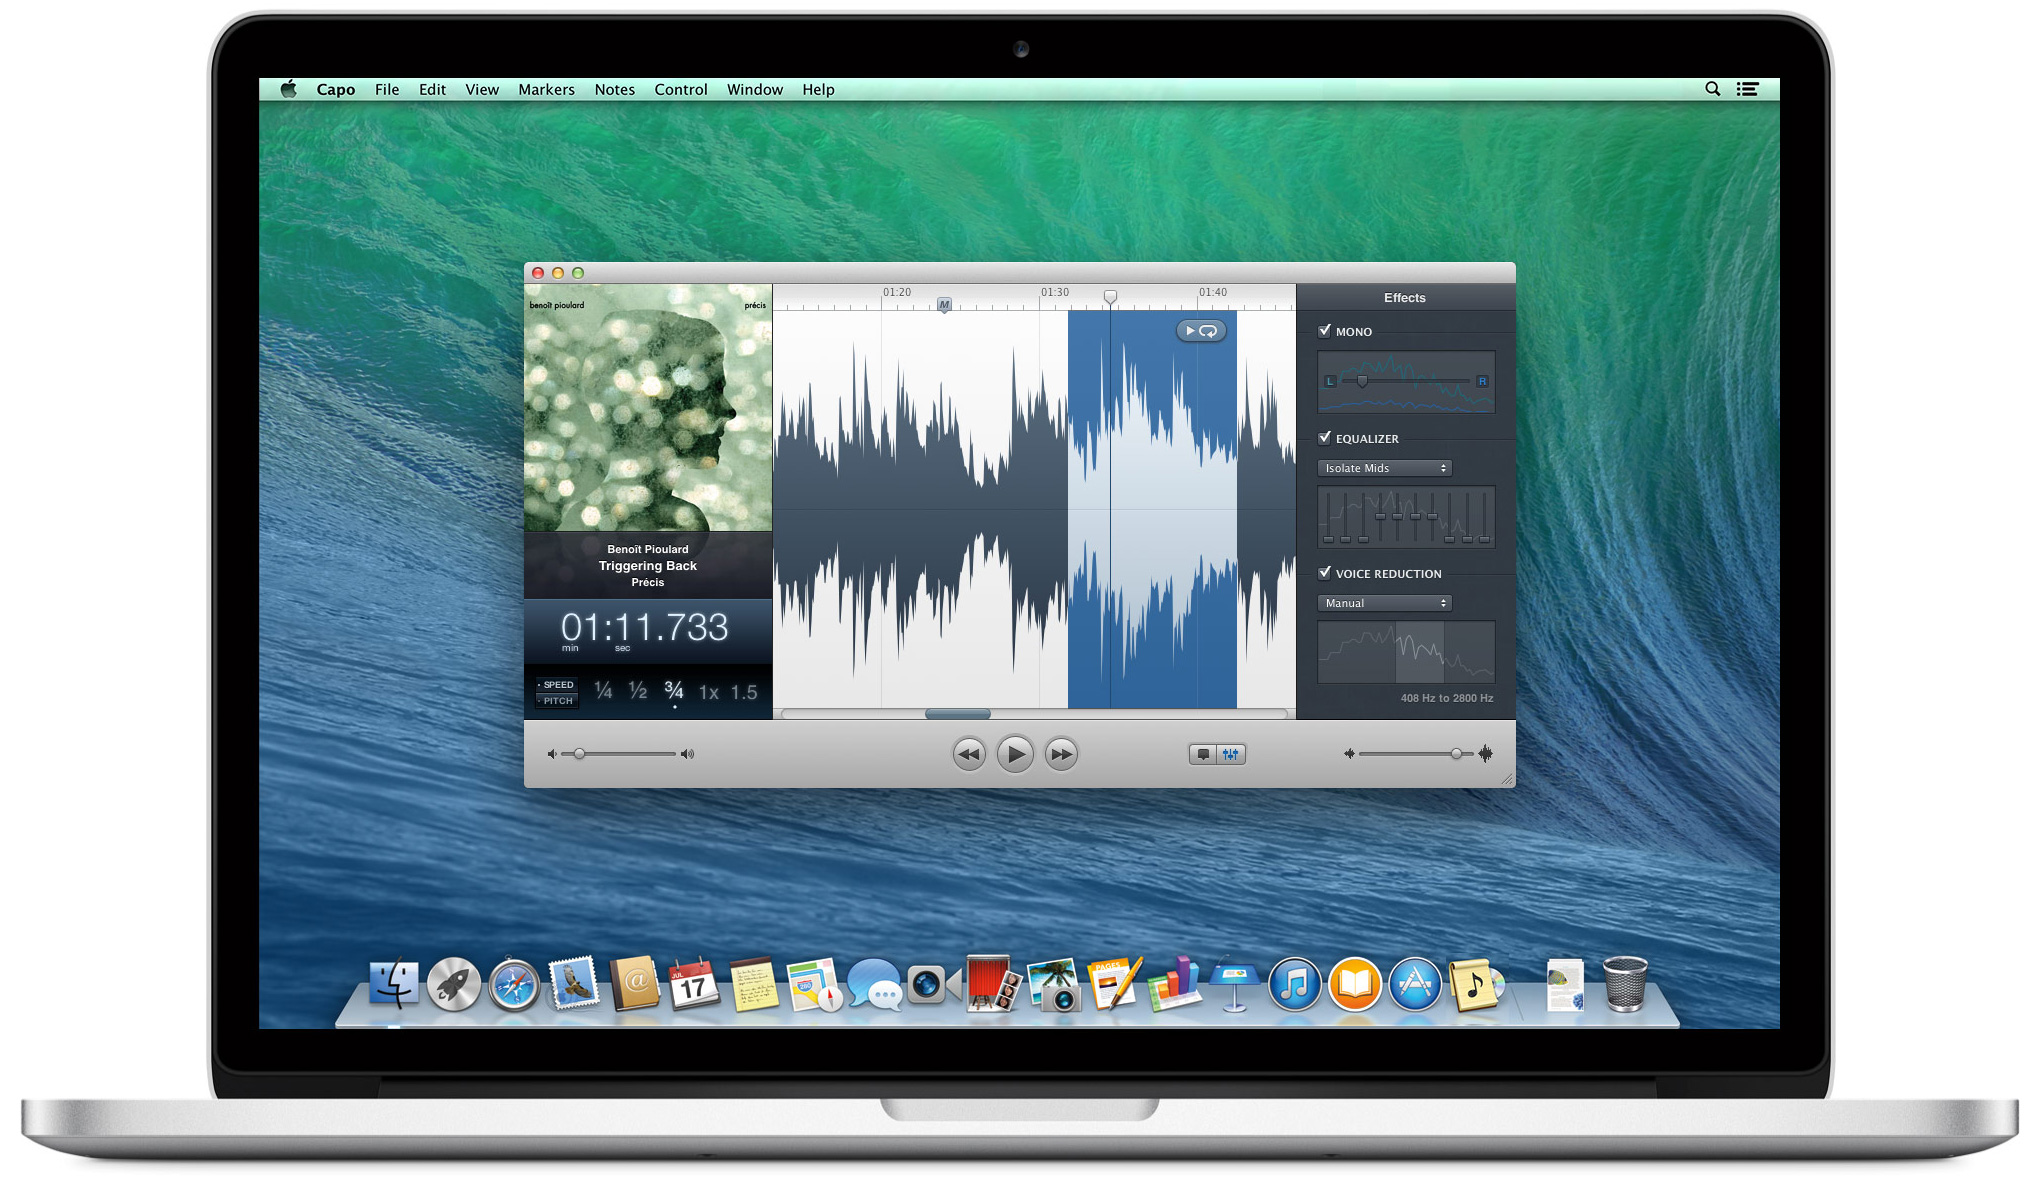 Capo File Edit View Markers Notes Control Window Help
benoît pioulard
précis
01:20
01:30
01:40
M
Effects
MONO
L
R
EQUALIZER
Isolate Mids
VOICE REDUCTION
Manual
408 Hz to 2800 Hz
Benoît Pioulard
Triggering Back
Précis
01:11.733
min
sec
SPEED
PITCH
¼ ½ ¾ 1x 1.5
@
JUL
17
280
PAGES